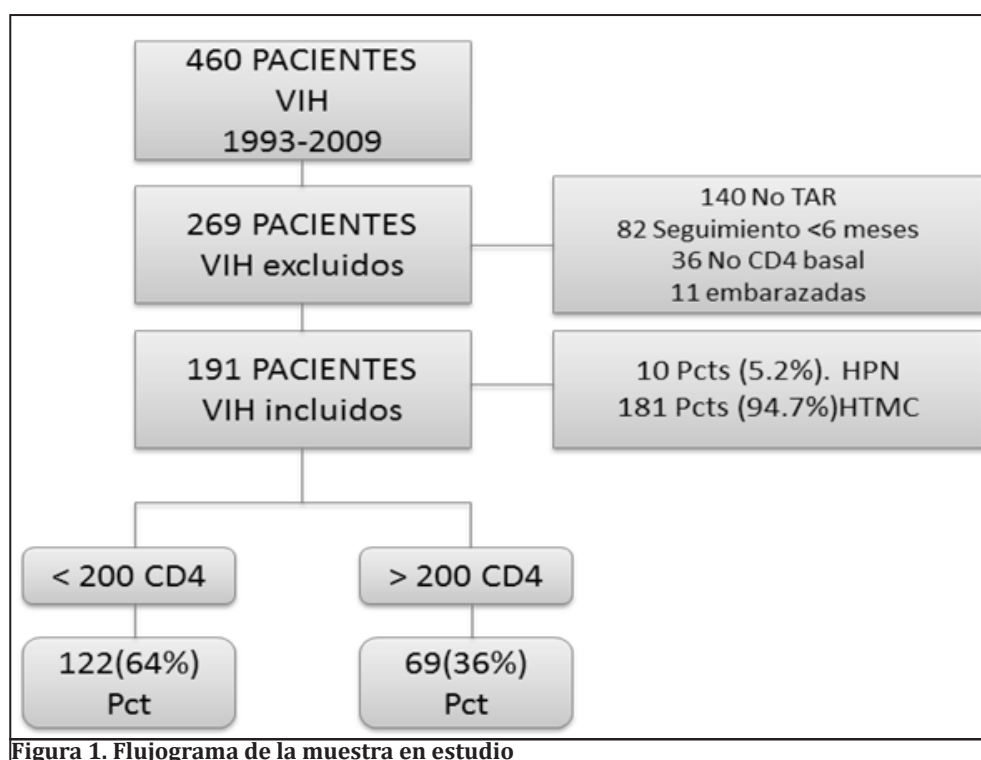 460 PACIENTES
VIH
1993-2009
269 PACIENTES
VIH excluidos
140 No TAR
82 Seguimiento <6 meses
36 No CD4 basal
11 embarazadas
191 PACIENTES
VIH incluidos
10 Pcts (5.2%). HPN
181 Pcts (94.7%)HTMC
< 200 CD4
> 200 CD4
122(64%)
Pct
69(36%)
Pct
Figura 1. Flujograma de la muestra en estudio